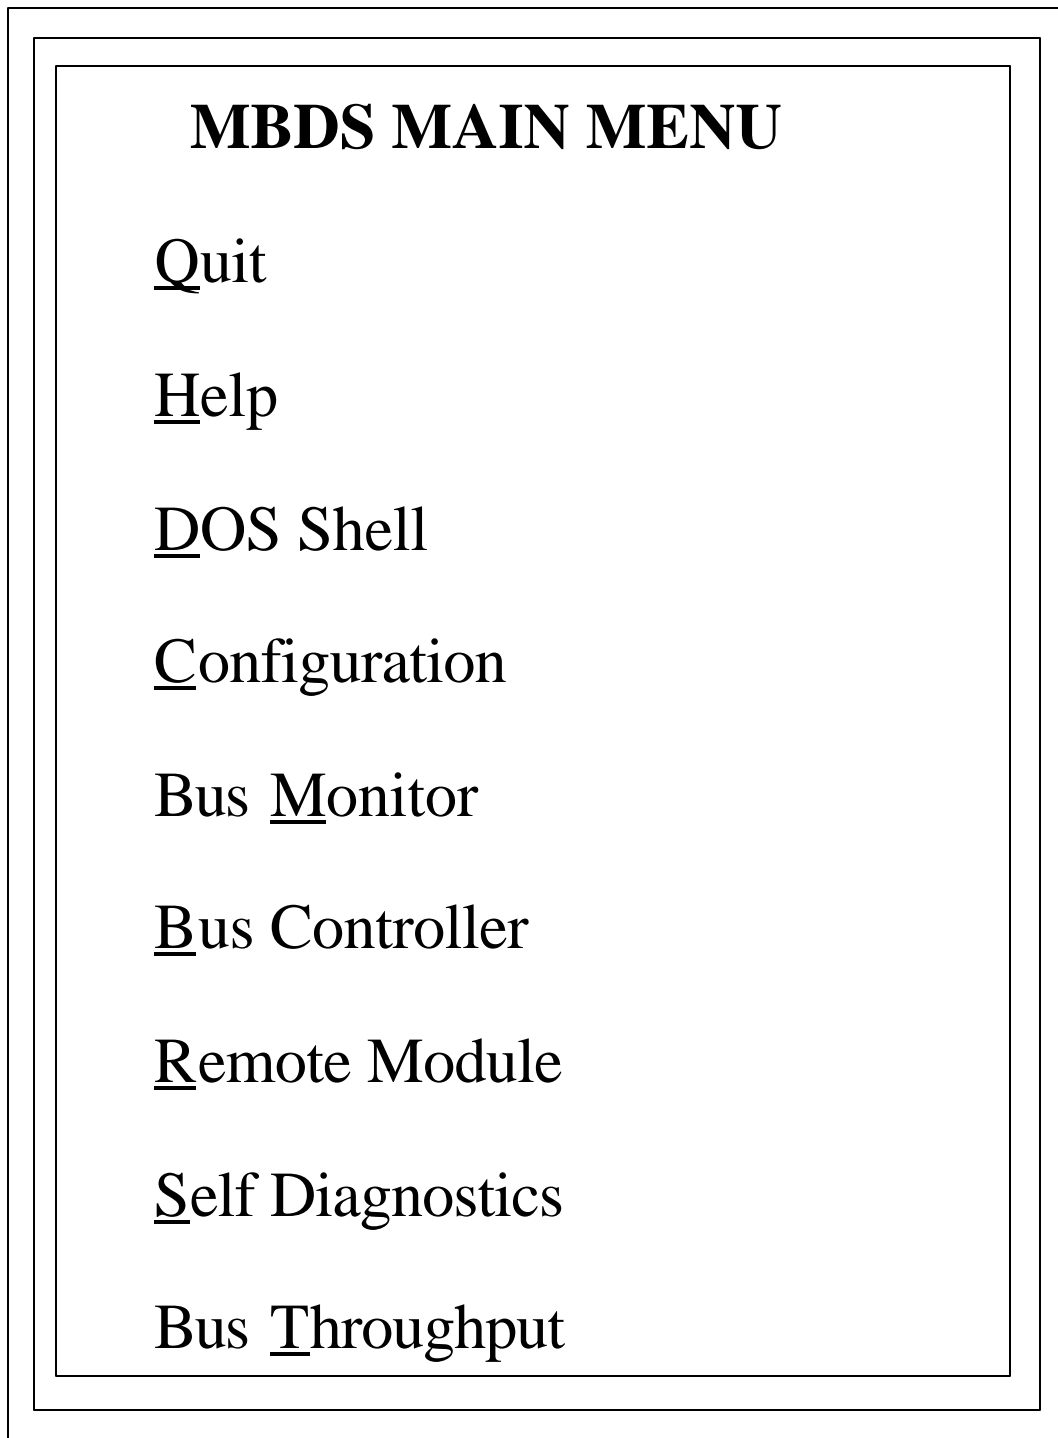 MBDS MAIN MENU
Quit
Help
DOS Shell
Configuration
Bus Monitor
Bus Controller
Remote Module
Self Diagnostics
Bus Throughput